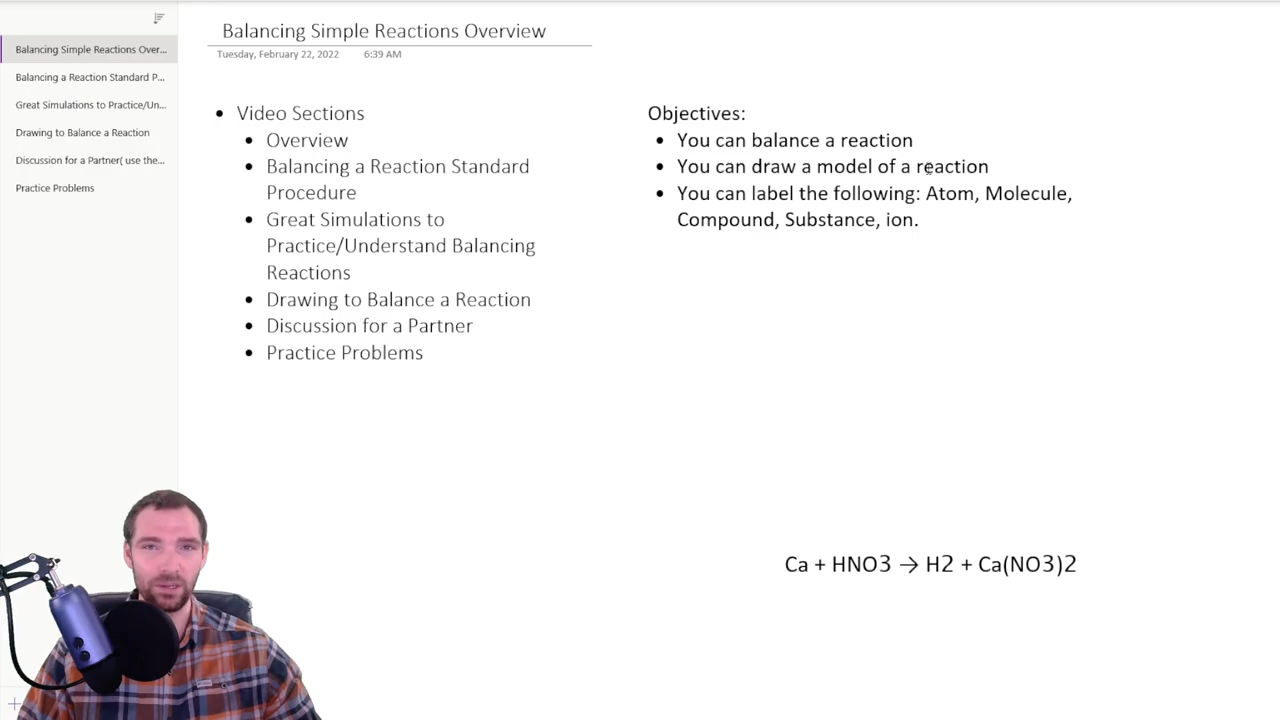 Balancing Simple Reactions Overview
Tuesday, February 22, 2022 6:39 AM
Balancing Simple Reactions Over...
Balancing a Reaction Standard P...
Great Simulations to Practice/Un...
Drawing to Balance a Reaction
Discussion for a Partner( use the...
Practice Problems
• Video Sections
• Overview
• Balancing a Reaction Standard
Procedure
• Great Simulations to
Practice/Understand Balancing
Reactions
• Drawing to Balance a Reaction
• Discussion for a Partner
• Practice Problems
Objectives:
• You can balance a reaction
• You can draw a model of a reaction
• You can label the following: Atom, Molecule,
Compound, Substance, ion.
Ca + HNO3 → H2 + Ca(NO3)2